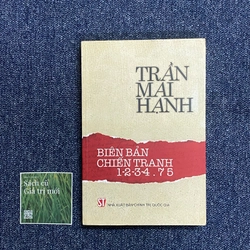 TRẦN
MAI
HẠNH
BIÊN BẢN
CHIẾN TRANH
1-2-3-4.75
ST NHÀ XUẤT BẢN CHÍNH TRỊ QUỐC GIA
Sách cũ
Giá trị mới